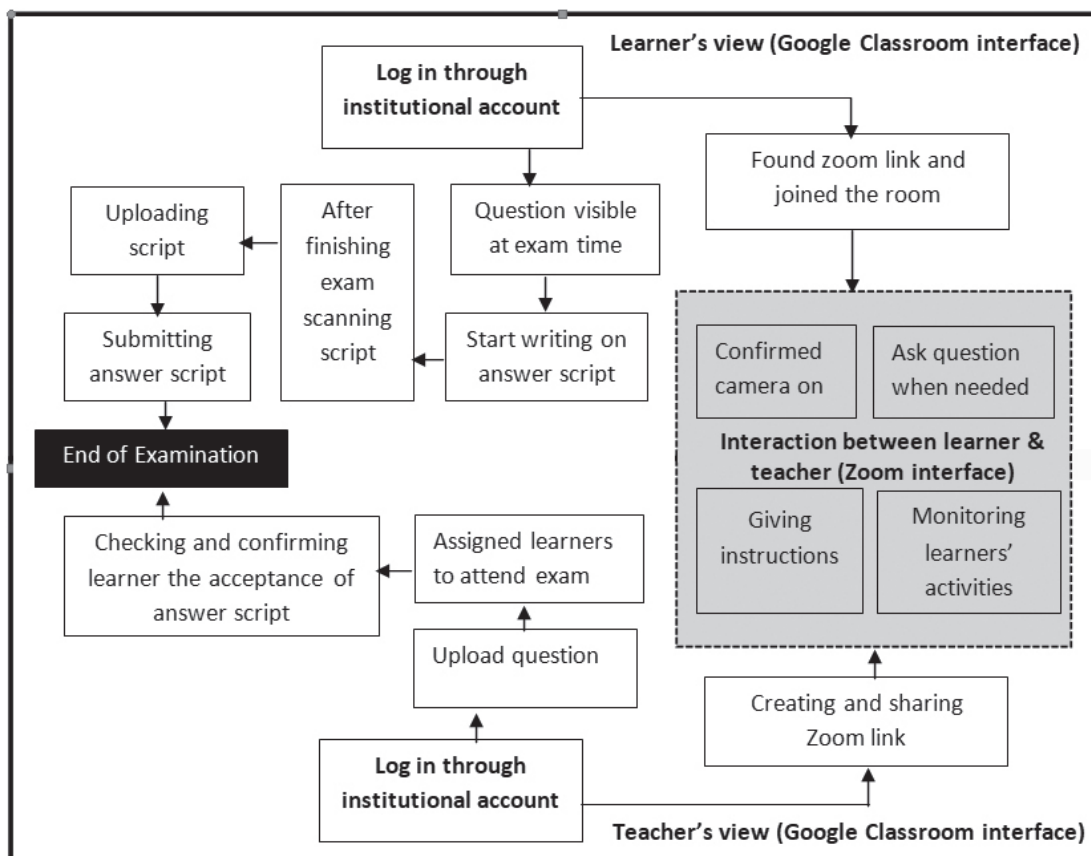 Learner’s view (Google Classroom interface)
Log in through
institutional account
Found zoom link and
joined the room
Question visible
at exam time
After
finishing
exam
scanning
script
Uploading
script
Submitting
answer script
Start writing on
answer script
Confirmed
camera on
Ask question
when needed
Interaction between learner &
teacher (Zoom interface)
Giving
instructions
Monitoring
learners’
activities
End of Examination
Checking and confirming
learner the acceptance of
answer script
Assigned learners
to attend exam
Upload question
Creating and sharing
Zoom link
Log in through
institutional account
Teacher’s view (Google Classroom interface)